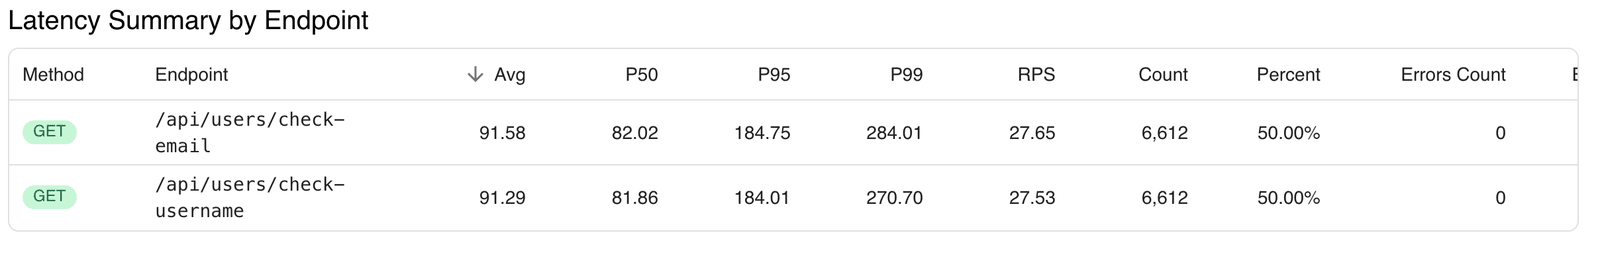 Latency Summary by Endpoint
Method Endpoint ↓ Avg P50 P95 P99 RPS Count Percent Errors Count
GET /api/users/check-
email 91.58 82.02 184.75 284.01 27.65 6,612 50.00% 0
GET /api/users/check-
username 91.29 81.86 184.01 270.70 27.53 6,612 50.00% 0